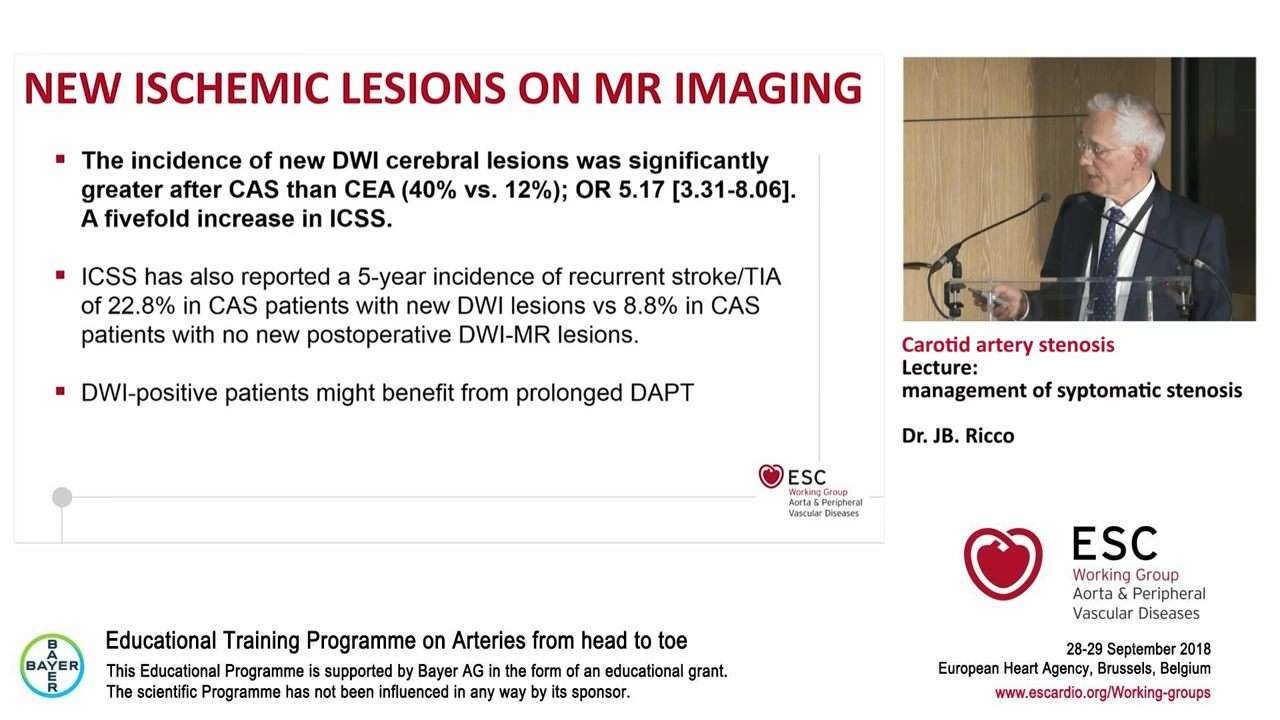 NEW ISCHEMIC LESIONS ON MR IMAGING
The incidence of new DWI cerebral lesions was significantly
greater after CAS than CEA (40% vs. 12%); OR 5.17 [3.31-8.06].
A fivefold increase in ICSS.
ICSS has also reported a 5-year incidence of recurrent stroke/TIA
of 22.8% in CAS patients with new DWI lesions vs 8.8% in CAS
patients with no new postoperative DWI-MR lesions.
DWI-positive patients might benefit from prolonged DAPT
ESC
Working Group
Aorta & Peripheral
Vascular Diseases
Carotid artery stenosis
Lecture:
management of syptomatic stenosis
Dr. JB. Ricco
ESC
Working Group
Aorta & Peripheral
Vascular Diseases
BAYER
BAYER
Educational Training Programme on Arteries from head to toe
This Educational Programme is supported by Bayer AG in the form of an educational grant.
The scientific Programme has not been influenced in any way by its sponsor.
28-29 September 2018
European Heart Agency, Brussels, Belgium
www.escardio.org/Working-groups